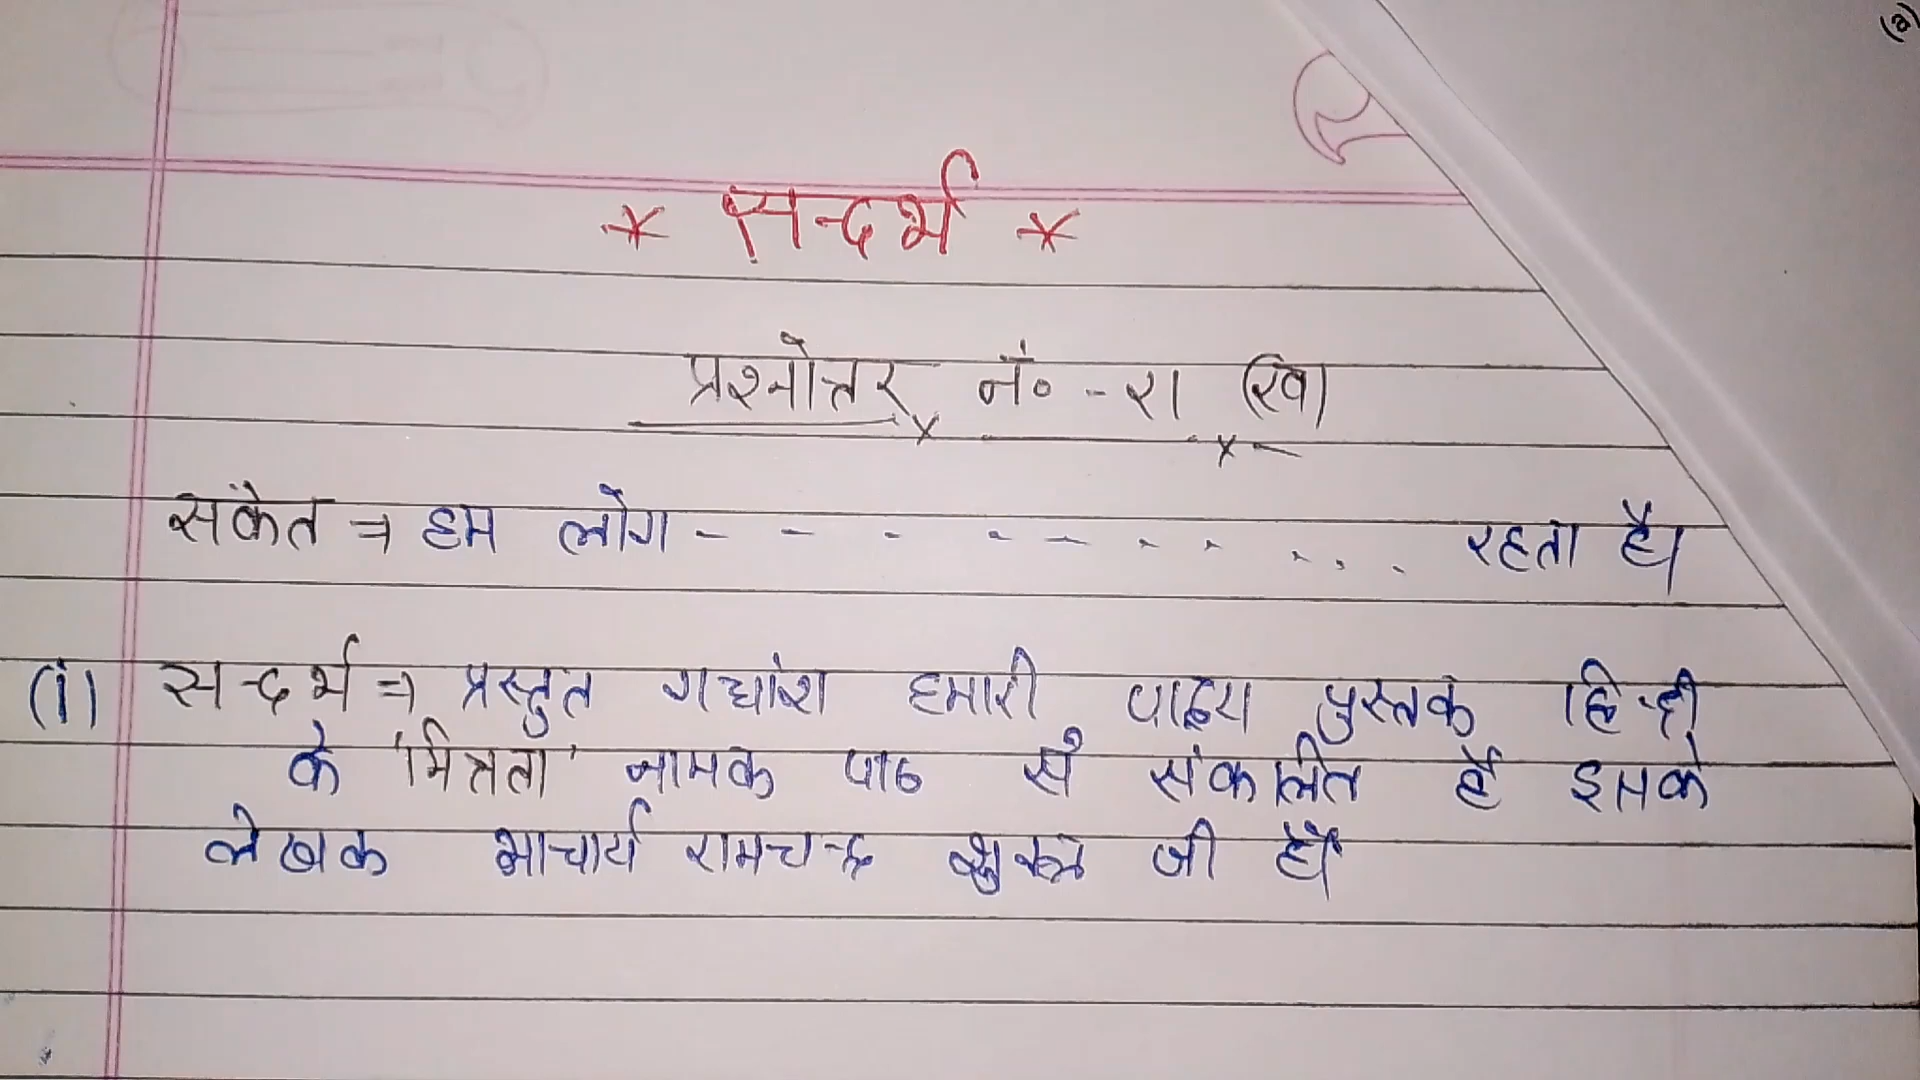 (a)
* सन्दर्भ *
प्रश्नोत्तर नं० - २। (ख)
संकेत ⇒ हम लोग - - - - - - - . . . रहता है।
(i) सन्दर्भ ⇒ प्रस्तुत गद्यांश हमारी पाठ्य पुस्तक हिन्दी
के 'मित्रता' नामक पाठ से संकलित है इसके
लेखक आचार्य रामचन्द्र शुक्ल जी हैं